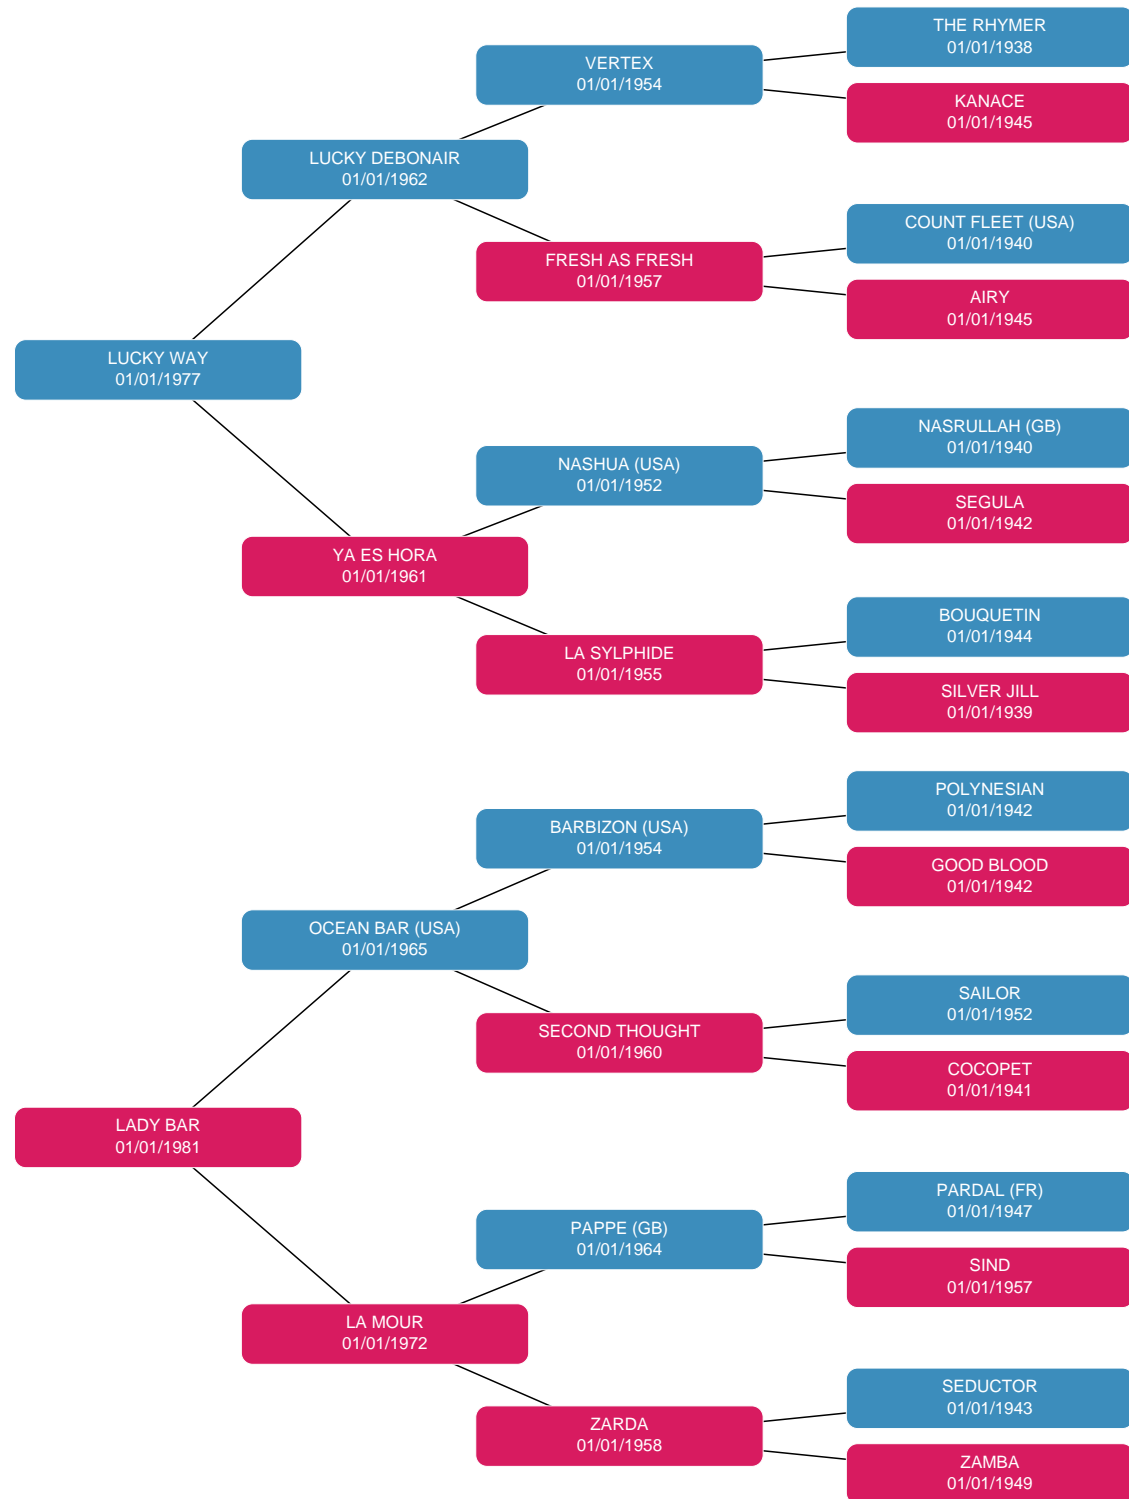 THE RHYMER
01/01/1938
VERTEX
01/01/1954
KANACE
01/01/1945
LUCKY DEBONAIR
01/01/1962
COUNT FLEET (USA)
01/01/1940
FRESH AS FRESH
01/01/1957
AIRY
01/01/1945
LUCKY WAY
01/01/1977
NASRULLAH (GB)
01/01/1940
NASHUA (USA)
01/01/1952
SEGULA
01/01/1942
YA ES HORA
01/01/1961
BOUQUETIN
01/01/1944
LA SYLPHIDE
01/01/1955
SILVER JILL
01/01/1939
POLYNESIAN
01/01/1942
BARBIZON (USA)
01/01/1954
GOOD BLOOD
01/01/1942
OCEAN BAR (USA)
01/01/1965
SAILOR
01/01/1952
SECOND THOUGHT
01/01/1960
COCOPET
01/01/1941
LADY BAR
01/01/1981
PARDAL (FR)
01/01/1947
PAPPE (GB)
01/01/1964
SIND
01/01/1957
LA MOUR
01/01/1972
SEDUCTOR
01/01/1943
ZARDA
01/01/1958
ZAMBA
01/01/1949